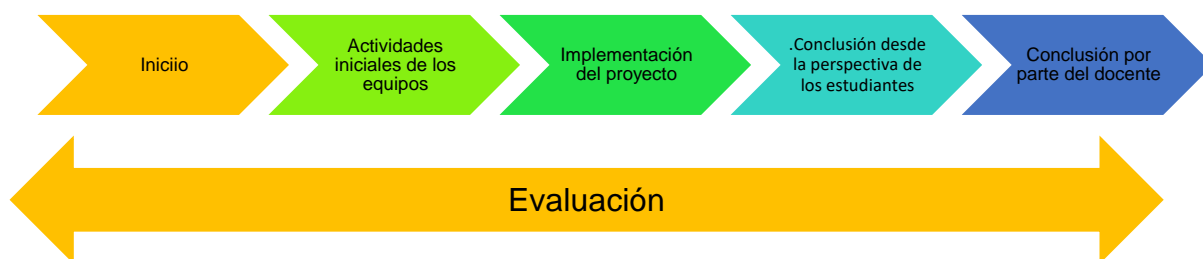 Iniciio
Actividades
iniciales de los
equipos
Implementación
del proyecto
.Conclusión desde
la perspectiva de
los estudiantes
Conclusión por
parte del docente
Evaluación